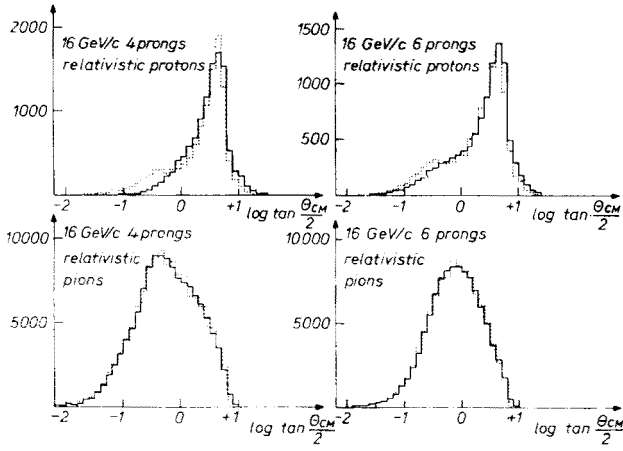 2000
1000
16 GeV/c 4 prongs
relativistic protons
-2 -1 0 +1
log tan θCM/2
1500
1000
500
16 GeV/c 6 prongs
relativistic protons
-1 0 +1
log tan θCM/2
10000
5000
16 GeV/c 4 prongs
relativistic
pions
-2 -1 0 +1
log tan θCM/2
10000
5000
16 GeV/c 6 prongs
relativistic
pions
-2 -1 0 +1
log tan θCM/2